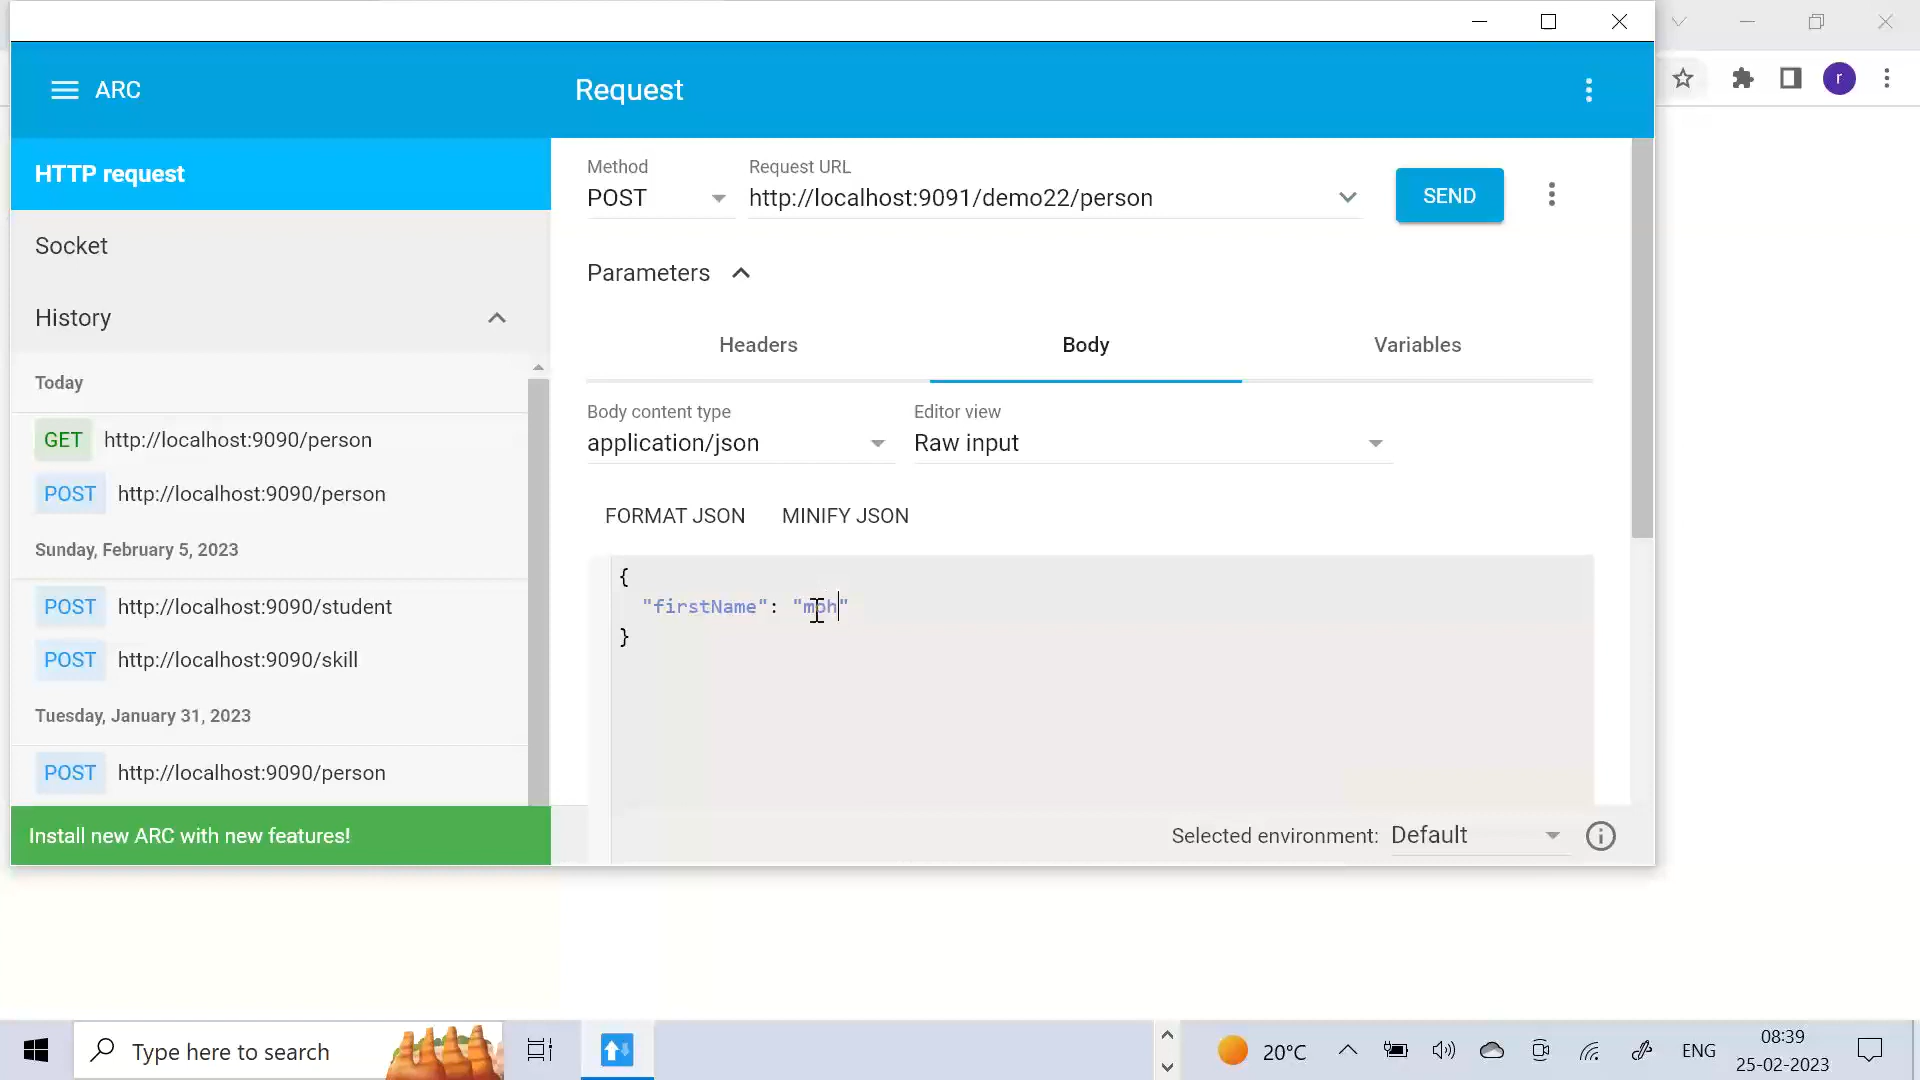 ARC
Request
HTTP request
Socket
History
Today
GET http://localhost:9090/person
POST http://localhost:9090/person
Sunday, February 5, 2023
POST http://localhost:9090/student
POST http://localhost:9090/skill
Tuesday, January 31, 2023
POST http://localhost:9090/person
Install new ARC with new features!
Method
POST
Request URL
http://localhost:9091/demo22/person
SEND
Parameters
Headers
Body
Variables
Body content type
application/json
Editor view
Raw input
FORMAT JSON
MINIFY JSON
{
"firstName": "moh"
}
Selected environment: Default
r
Type here to search
20°C
ENG
08:39
25-02-2023